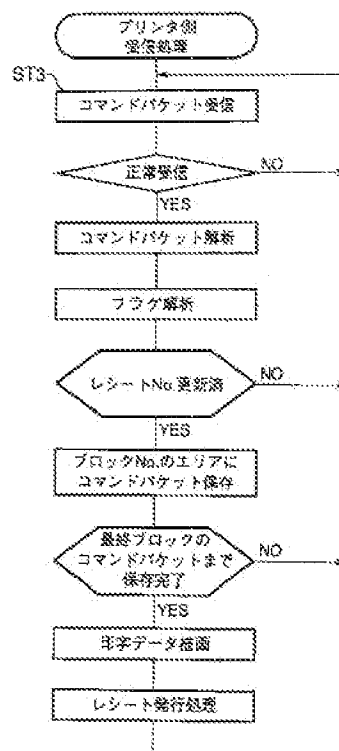 プリンタ側
受信処理
ST3
コマンドパケット受信
正常受信
NO
YES
コマンドパケット解析
フラグ解析
レシートNo.更新済
NO
YES
ブロックNo.のエリアに
コマンドパケット保存
最終ブロックの
コマンドパケットまで
保存完了
NO
YES
印字データ描画
レシート発行処理